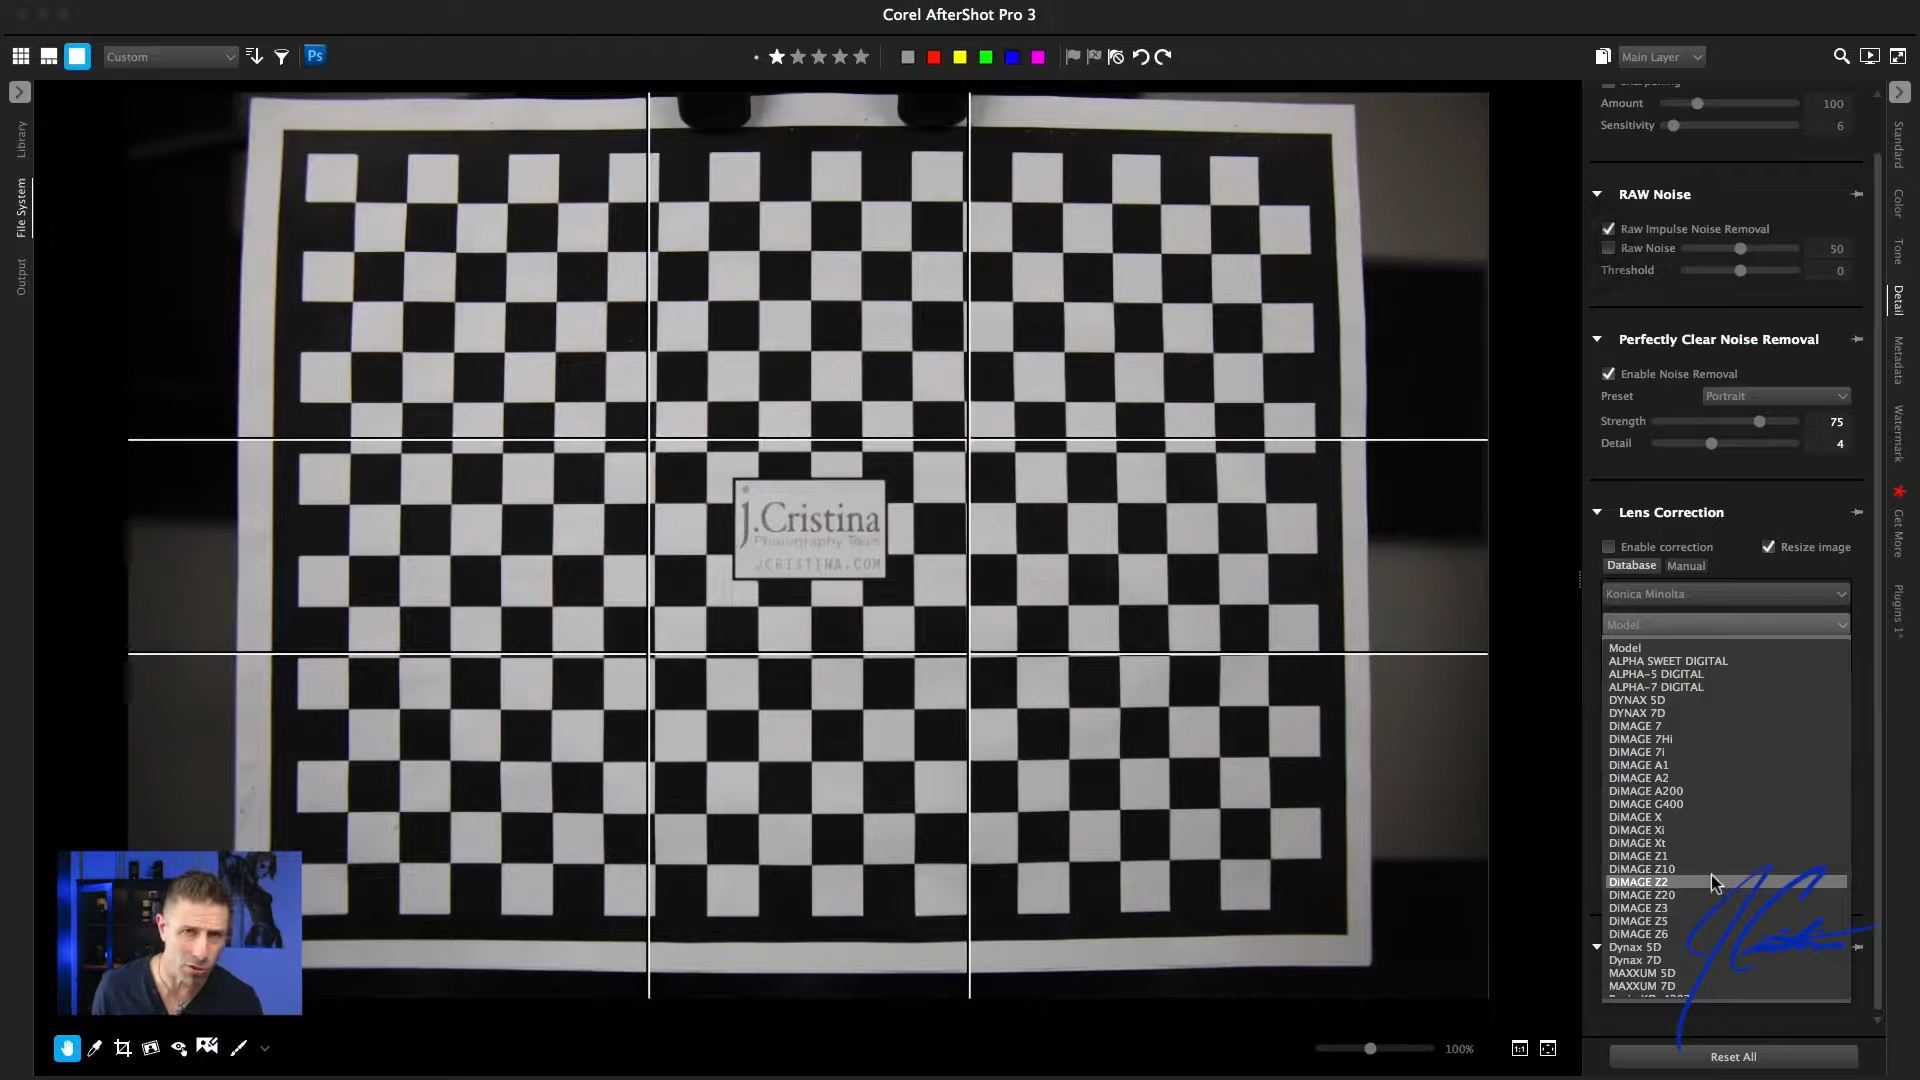 Corel AfterShot Pro 3
Custom
Ps
Main Layer
Library
File System
Output
J.Cristina
Photography Tools
JCRISTINA.COM
Amount 100
Sensitivity 6
RAW Noise
Raw Impulse Noise Removal
Raw Noise 50
Threshold 0
Perfectly Clear Noise Removal
Enable Noise Removal
Preset Portrait
Strength 75
Detail 4
Lens Correction
Enable correction Resize image
Database Manual
Konica Minolta
Model
Model
ALPHA SWEET DIGITAL
ALPHA-5 DIGITAL
ALPHA-7 DIGITAL
DYNAX 5D
DYNAX 7D
DiMAGE 7
DiMAGE 7Hi
DiMAGE 7i
DiMAGE A1
DiMAGE A2
DiMAGE A200
DiMAGE G400
DiMAGE X
DiMAGE Xi
DiMAGE Xt
DiMAGE Z1
DiMAGE Z10
DiMAGE Z2
DiMAGE Z20
DiMAGE Z3
DiMAGE Z5
DiMAGE Z6
Dynax 5D
Dynax 7D
MAXXUM 5D
MAXXUM 7D
Reset All
Standard
Color
Tone
Detail
Metadata
Watermark
Get More
Plugins 1*
100%
1:1